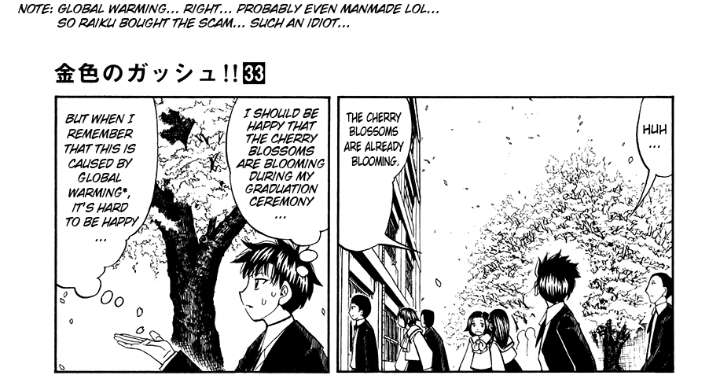 NOTE: GLOBAL WARMING... RIGHT... PROBABLY EVEN MANMADE LOL...
SO RAIKU BOUGHT THE SCAM... SUCH AN IDIOT...
金色のガッシュ!! 33
HUH
...
THE CHERRY
BLOSSOMS
ARE ALREADY
BLOOMING.
I SHOULD BE
HAPPY THAT
THE CHERRY
BLOSSOMS
ARE BLOOMING
DURING MY
GRADUATION
CEREMONY
...
BUT WHEN I
REMEMBER
THAT THIS IS
CAUSED BY
GLOBAL
WARMING*,
IT'S HARD
TO BE HAPPY
...